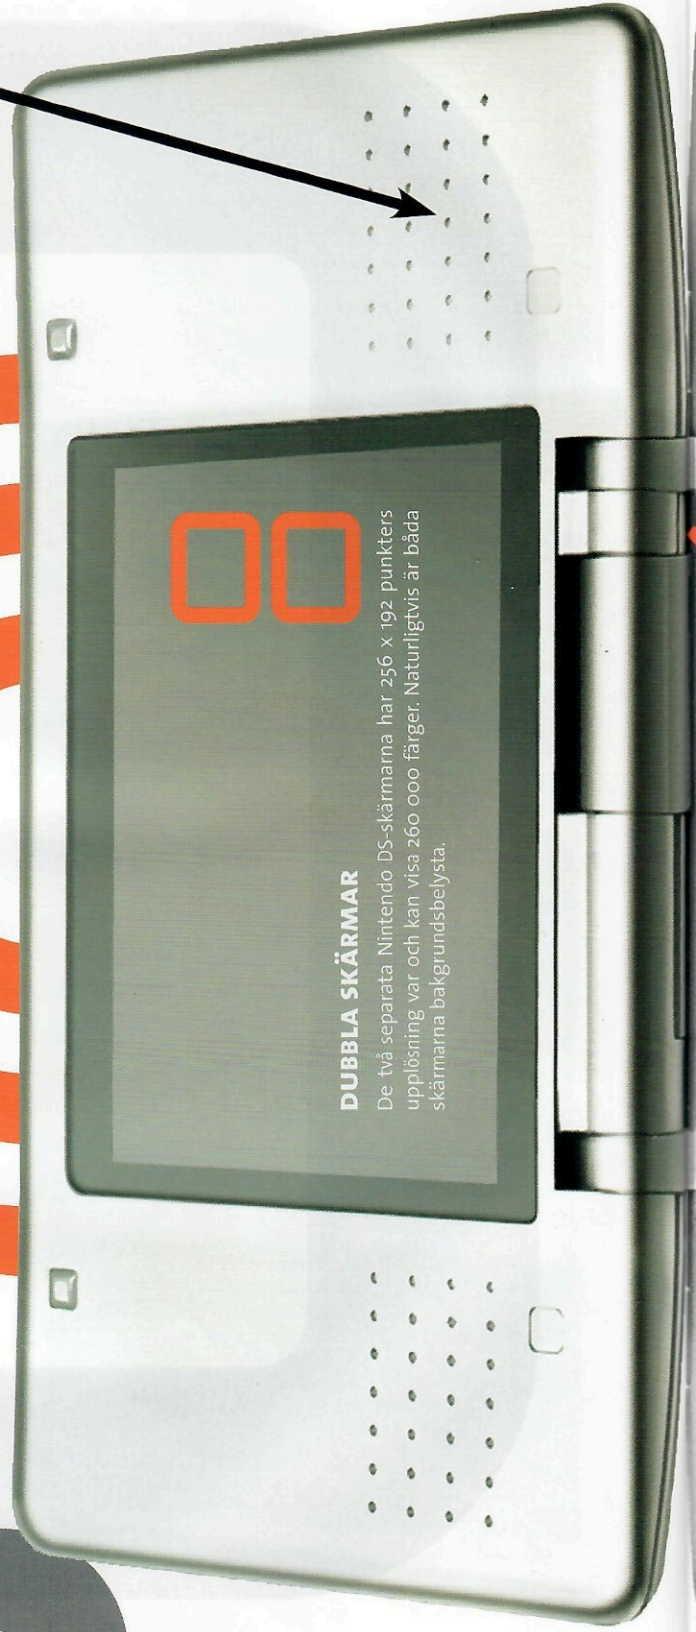 DUBBLA SKÄRMAR
De två separata Nintendo DS-skärmarna har 256 x 192 punkters
upplösning var och kan visa 260 000 färger. Naturligtvis är båda
skärmarna bakgrundsbelysta.